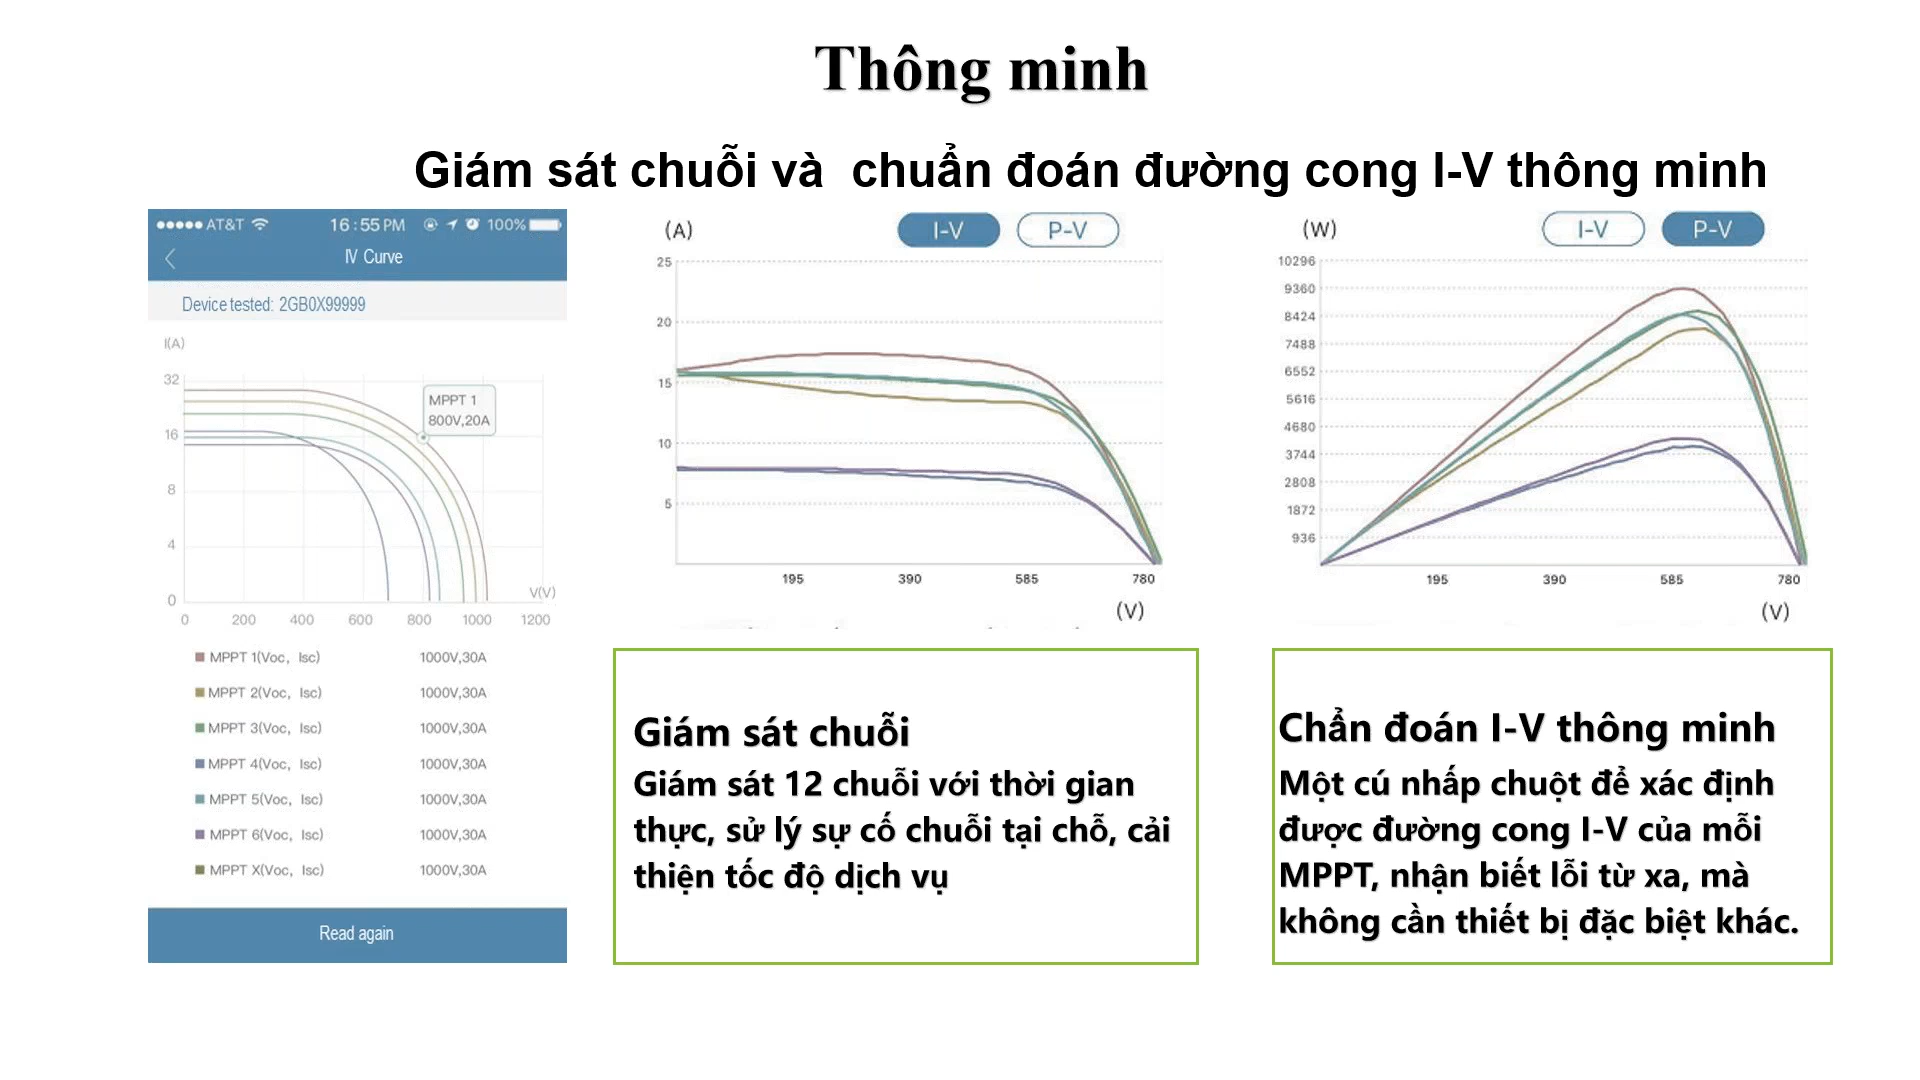 Thông minh
Giám sát chuỗi và  chuẩn đoán đường cong I-V thông minh
AT&T 16:55PM 100%
IV Curve
Device tested: 2GB0X99999
I(A)
32
16
8
4
0
MPPT 1
800V,20A
V(V)
0 200 400 600 800 1000 1200
MPPT 1(Voc, Isc) 1000V,30A
MPPT 2(Voc, Isc) 1000V,30A
MPPT 3(Voc, Isc) 1000V,30A
MPPT 4(Voc, Isc) 1000V,30A
MPPT 5(Voc, Isc) 1000V,30A
MPPT 6(Voc, Isc) 1000V,30A
MPPT X(Voc, Isc) 1000V,30A
Read again
(A) I-V P-V
25
20
15
10
5
195 390 585 780
(V)
(W) I-V P-V
10296
9360
8424
7488
6552
5616
4680
3744
2808
1872
936
195 390 585 780
(V)
Giám sát chuỗi
Giám sát 12 chuỗi với thời gian
thực, sử lý sự cố chuỗi tại chỗ, cải
thiện tốc độ dịch vụ
Chẩn đoán I-V thông minh
Một cú nhấp chuột để xác định
được đường cong I-V của mỗi
MPPT, nhận biết lỗi từ xa, mà
không cần thiết bị đặc biệt khác.